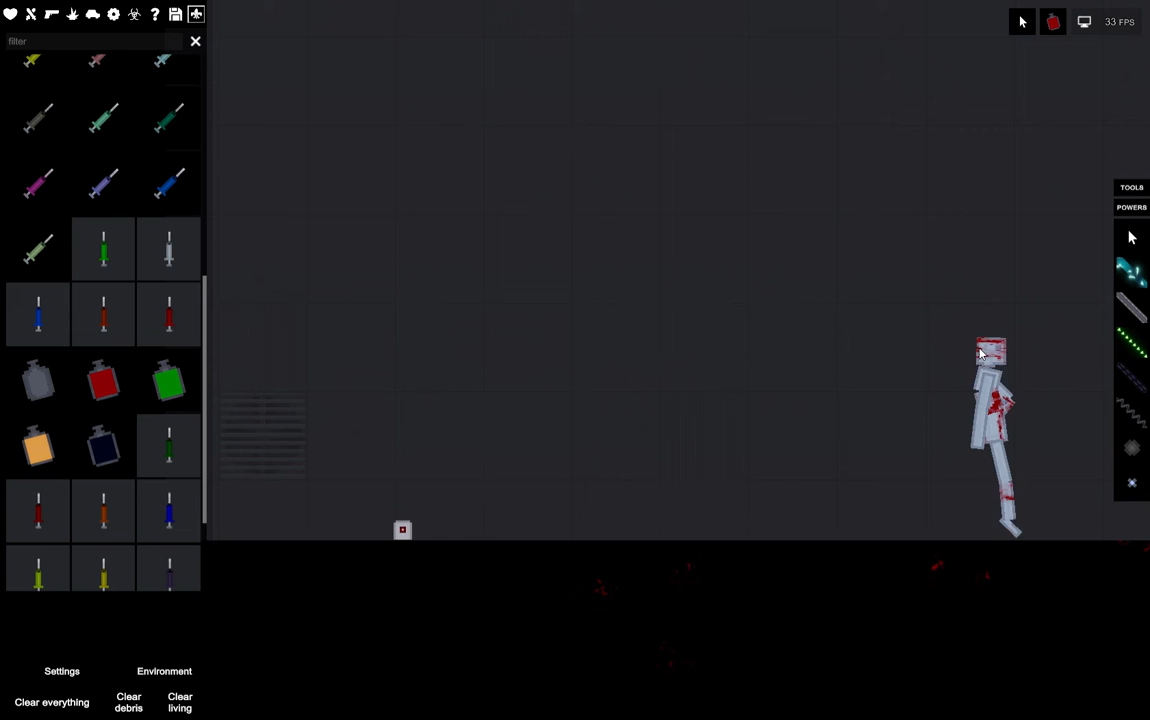 ?
filter
33 FPS
TOOLS
POWERS
Settings
Environment
Clear everything
Clear
debris
Clear
living